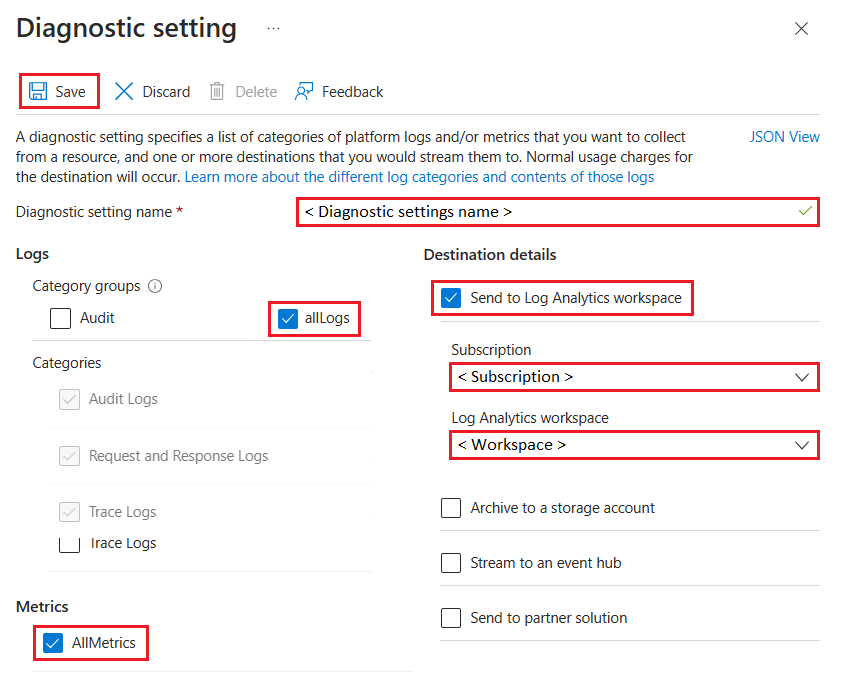 Diagnostic setting ...
Save Discard Delete Feedback
A diagnostic setting specifies a list of categories of platform logs and/or metrics that you want to collect
from a resource, and one or more destinations that you would stream them to. Normal usage charges for
the destination will occur. Learn more about the different log categories and contents of those logs
JSON View
Diagnostic setting name *
< Diagnostic settings name >
Logs
Category groups
Audit
allLogs
Categories
Audit Logs
Request and Response Logs
Trace Logs
Trace Logs
Metrics
AllMetrics
Destination details
Send to Log Analytics workspace
Subscription
< Subscription >
Log Analytics workspace
< Workspace >
Archive to a storage account
Stream to an event hub
Send to partner solution